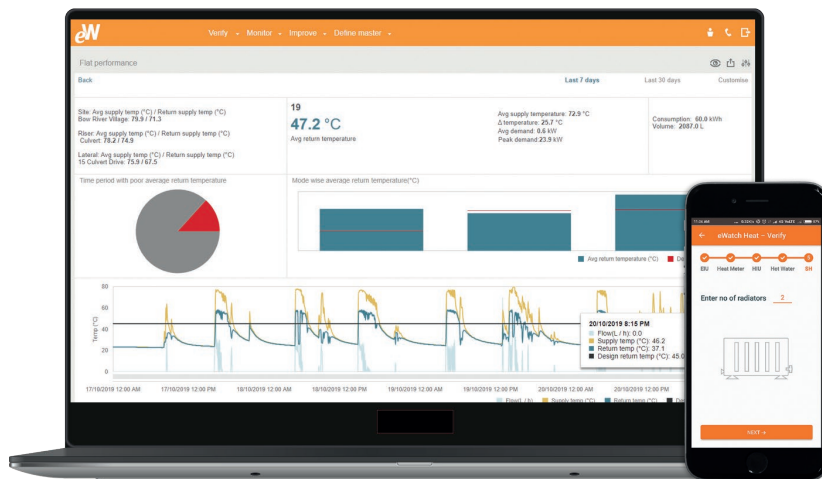 eW
Verify Monitor Improve Define master
Flat performance
Back
Last 7 days Last 30 days Customise
Site: Avg supply temp (°C) / Return supply temp (°C)
Bow River Village: 79.9 / 71.3
Riser: Avg supply temp (°C) / Return supply temp (°C)
Culvert: 78.2 / 74.9
Lateral: Avg supply temp (°C) / Return supply temp (°C)
15 Culvert Drive: 75.9 / 67.5
19
47.2 °C
Avg return temperature
Avg supply temperature: 72.9 °C
Δ temperature: 25.7 °C
Avg demand: 0.6 kW
Peak demand:23.9 kW
Consumption: 60.0 kWh
Volume: 2087.0 L
Time period with poor average return temperature
Mode wise average return temperature(°C)
Avg return temperature (°C) De
Temp (°C)
80
60
40
20
0
20/10/2019 8:15 PM
Flow(L / h): 0.0
Supply temp (°C): 46.2
Return temp (°C): 37.1
Design return temp (°C): 45.0
17/10/2019 12:00 AM 17/10/2019 12:00 PM 18/10/2019 12:00 AM 18/10/2019 12:00 PM 19/10/2019 12:00 AM 19/10/2019 12:00 PM 20/10/2019 12:00 AM 20/10/2019 12:00 PM
Flow(L / h) Supply temp (°C) Return temp (°C) De
eWatch Heat – Verify
EIU Heat Meter HIU Hot Water SH
Enter no of radiators 2
NEXT→